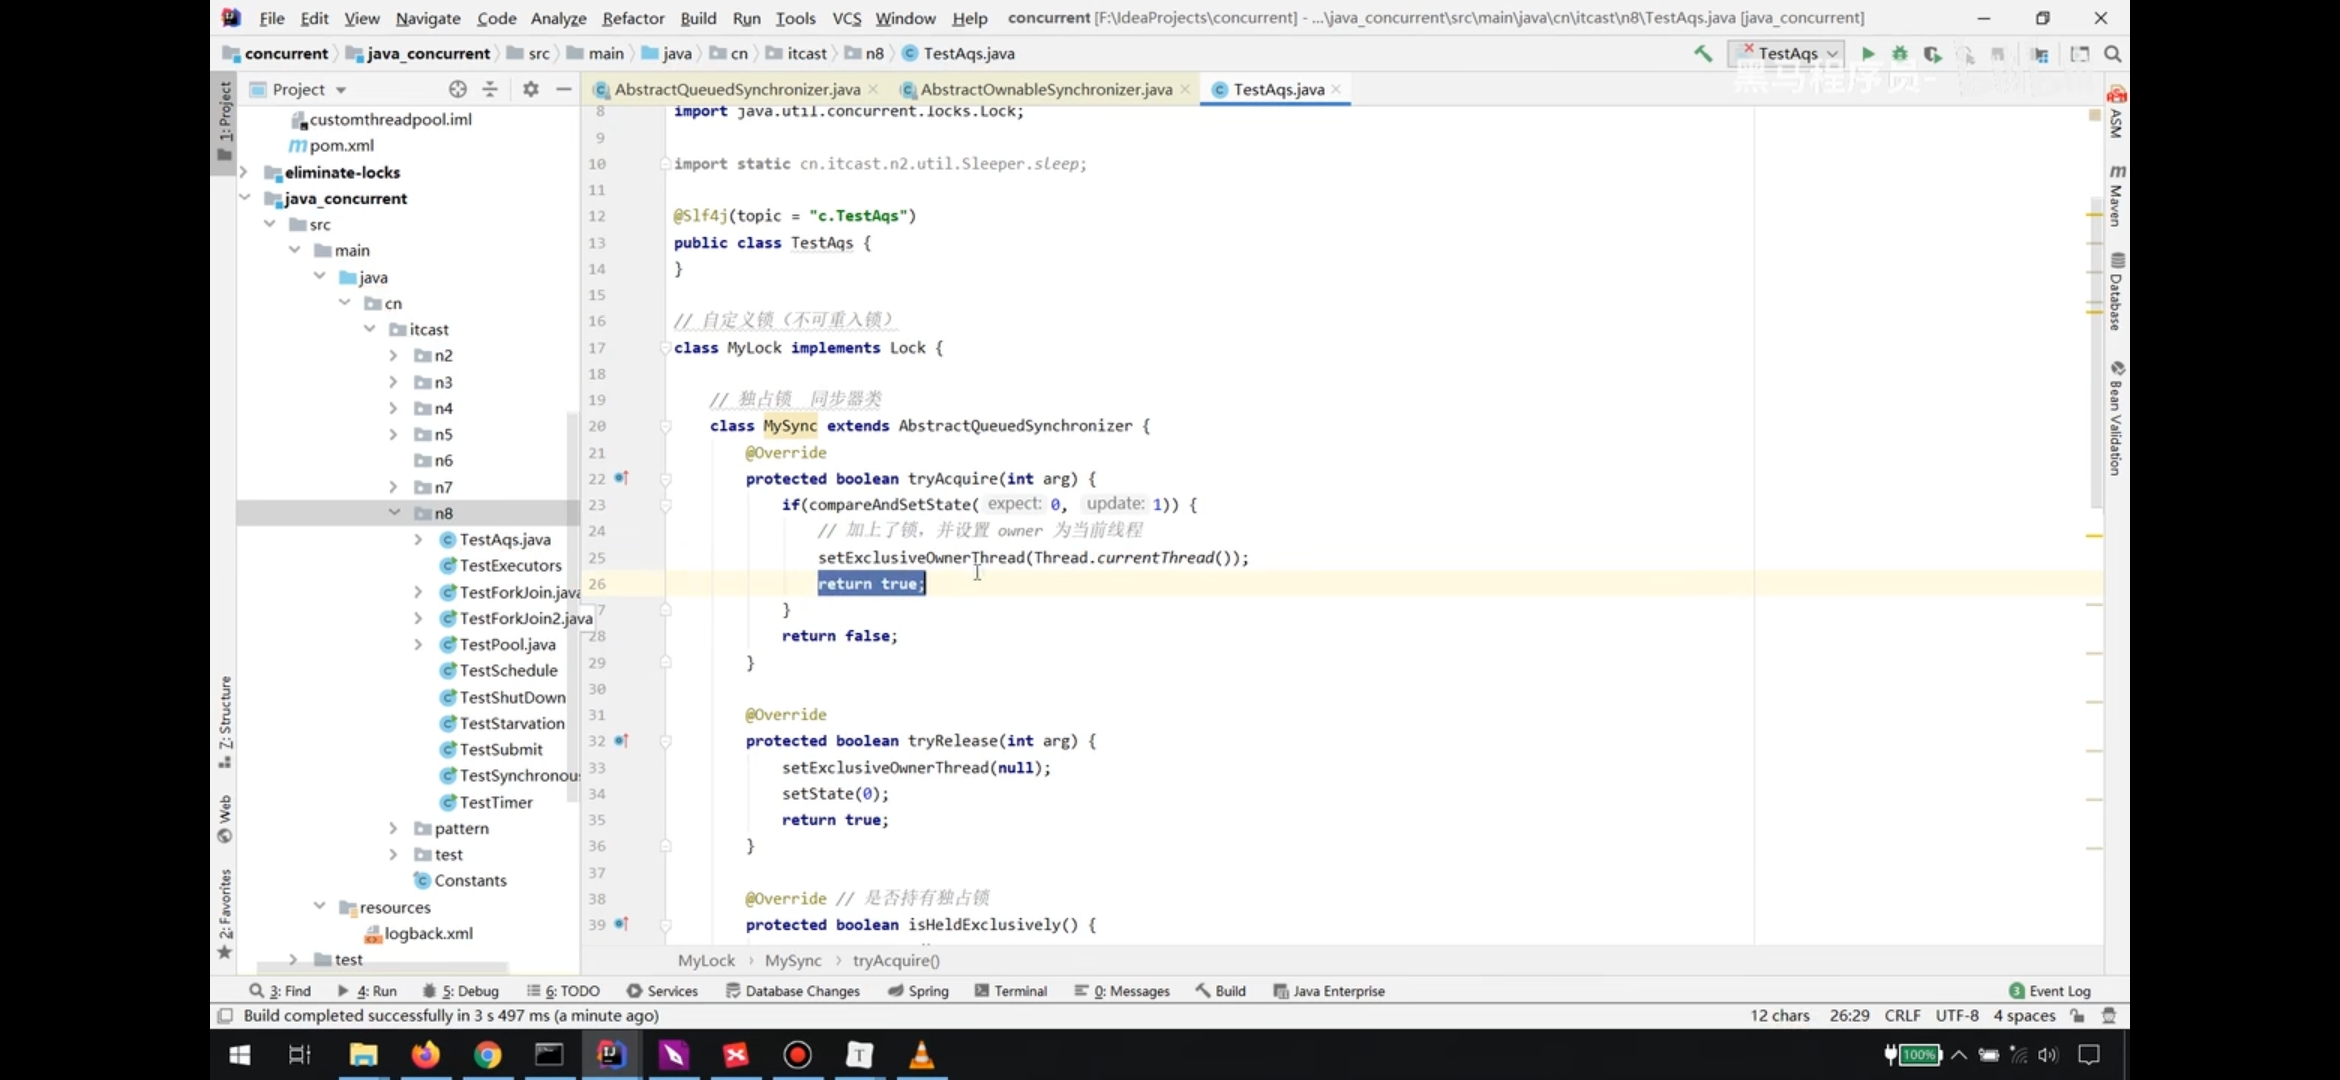 File Edit View Navigate Code Analyze Refactor Build Run Tools VCS Window Help concurrent [F:\IdeaProjects\concurrent] - ...\java_concurrent\src\main\java\cn\itcast\n8\TestAqs.java [java_concurrent]
concurrent java_concurrent src main java cn itcast n8 TestAqs.java TestAqs
黑马程序员-
Project AbstractQueuedSynchronizer.java AbstractOwnableSynchronizer.java TestAqs.java
1: Project
customthreadpool.iml
pom.xml
eliminate-locks
java_concurrent
src
main
java
cn
itcast
n2
n3
n4
n5
n6
n7
n8
TestAqs.java
TestExecutors
TestForkJoin.java
TestForkJoin2.java
TestPool.java
TestSchedule
TestShutDown
TestStarvation
TestSubmit
TestSynchronous
TestTimer
pattern
test
Constants
resources
logback.xml
test
Z: Structure
Web
2: Favorites
8 import java.util.concurrent.locks.Lock;
9
10 import static cn.itcast.n2.util.Sleeper.sleep;
11
12 @Slf4j(topic = "c.TestAqs")
13 public class TestAqs {
14 }
15
16 // 自定义锁（不可重入锁）
17 class MyLock implements Lock {
18
19 // 独占锁 同步器类
20 class MySync extends AbstractQueuedSynchronizer {
21 @Override
22 protected boolean tryAcquire(int arg) {
23 if(compareAndSetState( expect: 0, update: 1)) {
24 // 加上了锁，并设置 owner 为当前线程
25 setExclusiveOwnerThread(Thread.currentThread());
26 return true;
7 }
28 return false;
29 }
30
31 @Override
32 protected boolean tryRelease(int arg) {
33 setExclusiveOwnerThread(null);
34 setState(0);
35 return true;
36 }
37
38 @Override // 是否持有独占锁
39 protected boolean isHeldExclusively() {
MyLock MySync tryAcquire()
ASM
Maven
Database
Bean Validation
3: Find 4: Run 5: Debug 6: TODO Services Database Changes Spring Terminal 0: Messages Build Java Enterprise 3 Event Log
Build completed successfully in 3 s 497 ms (a minute ago) 12 chars 26:29 CRLF UTF-8 4 spaces
100%